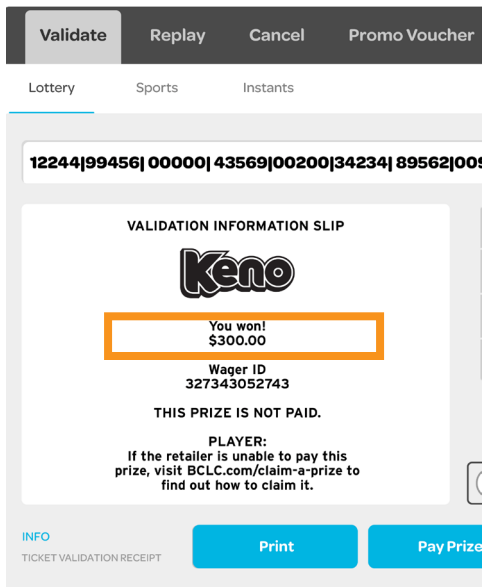 Validate Replay Cancel Promo Voucher
Lottery Sports Instants
12244|99456| 00000| 43569|00200|34234| 89562|009
VALIDATION INFORMATION SLIP
Keno
You won!
$300.00
Wager ID
327343052743
THIS PRIZE IS NOT PAID.
PLAYER:
If the retailer is unable to pay this
prize, visit BCLC.com/claim-a-prize to
find out how to claim it.
INFO
TICKET VALIDATION RECEIPT
Print
Pay Prize